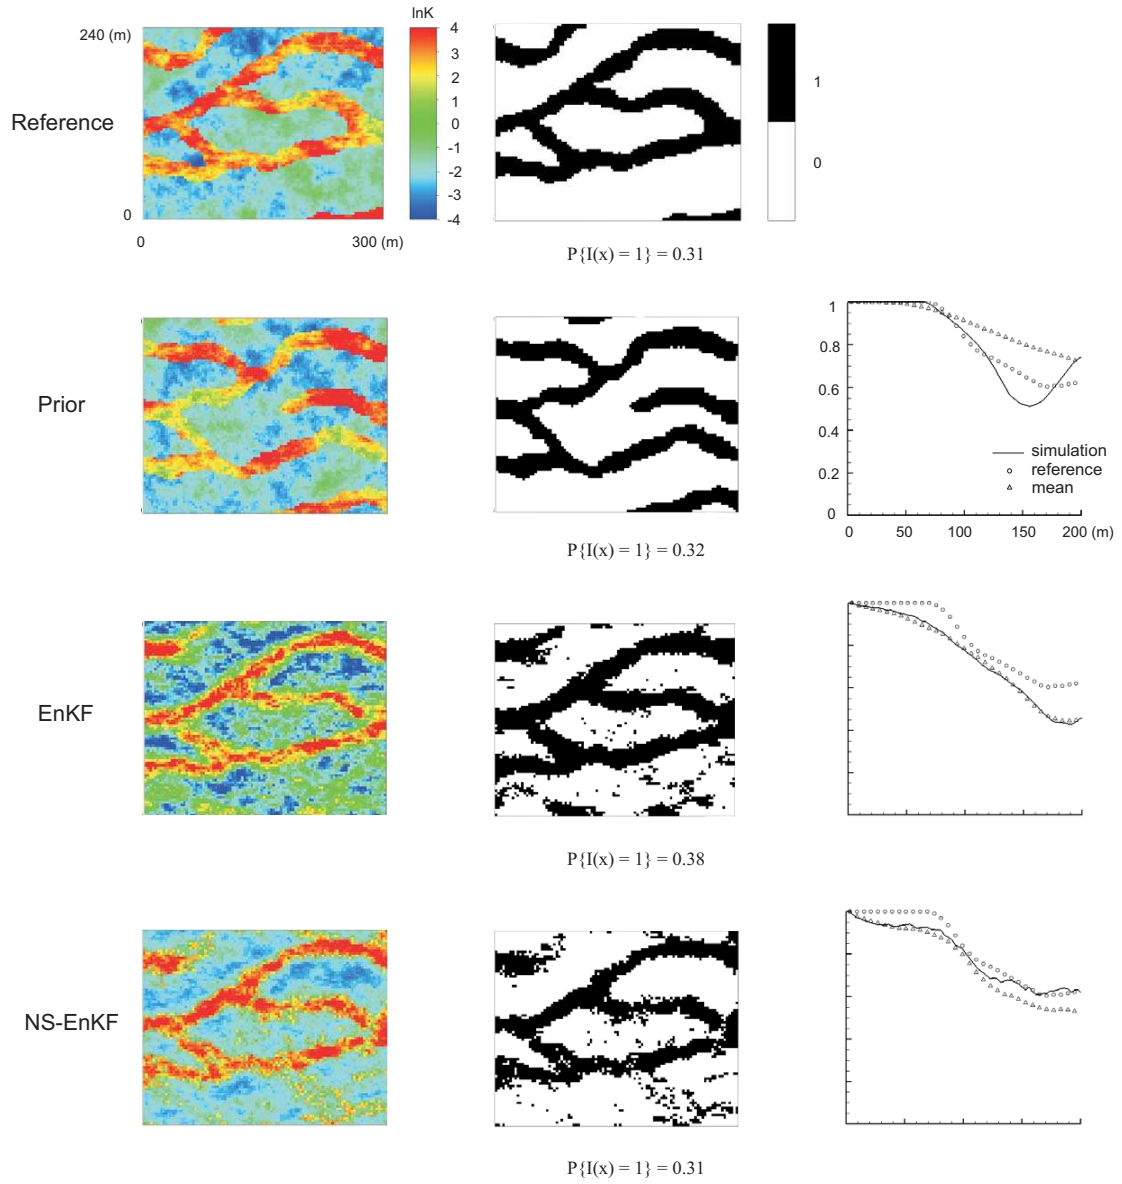 lnK
240 (m)
4
3
2
1
0
-1
-2
-3
-4
Reference
0
0
300 (m)
1
0
P{I(x) = 1} = 0.31
Prior
P{I(x) = 1} = 0.32
1
0.8
0.6
0.4
0.2
0
simulation
reference
mean
0
50
100
150
200 (m)
EnKF
P{I(x) = 1} = 0.38
NS-EnKF
P{I(x) = 1} = 0.31